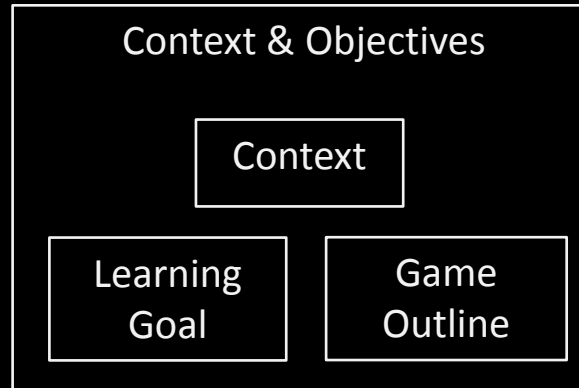 Context & Objectives
Context
Learning
Goal
Game
Outline